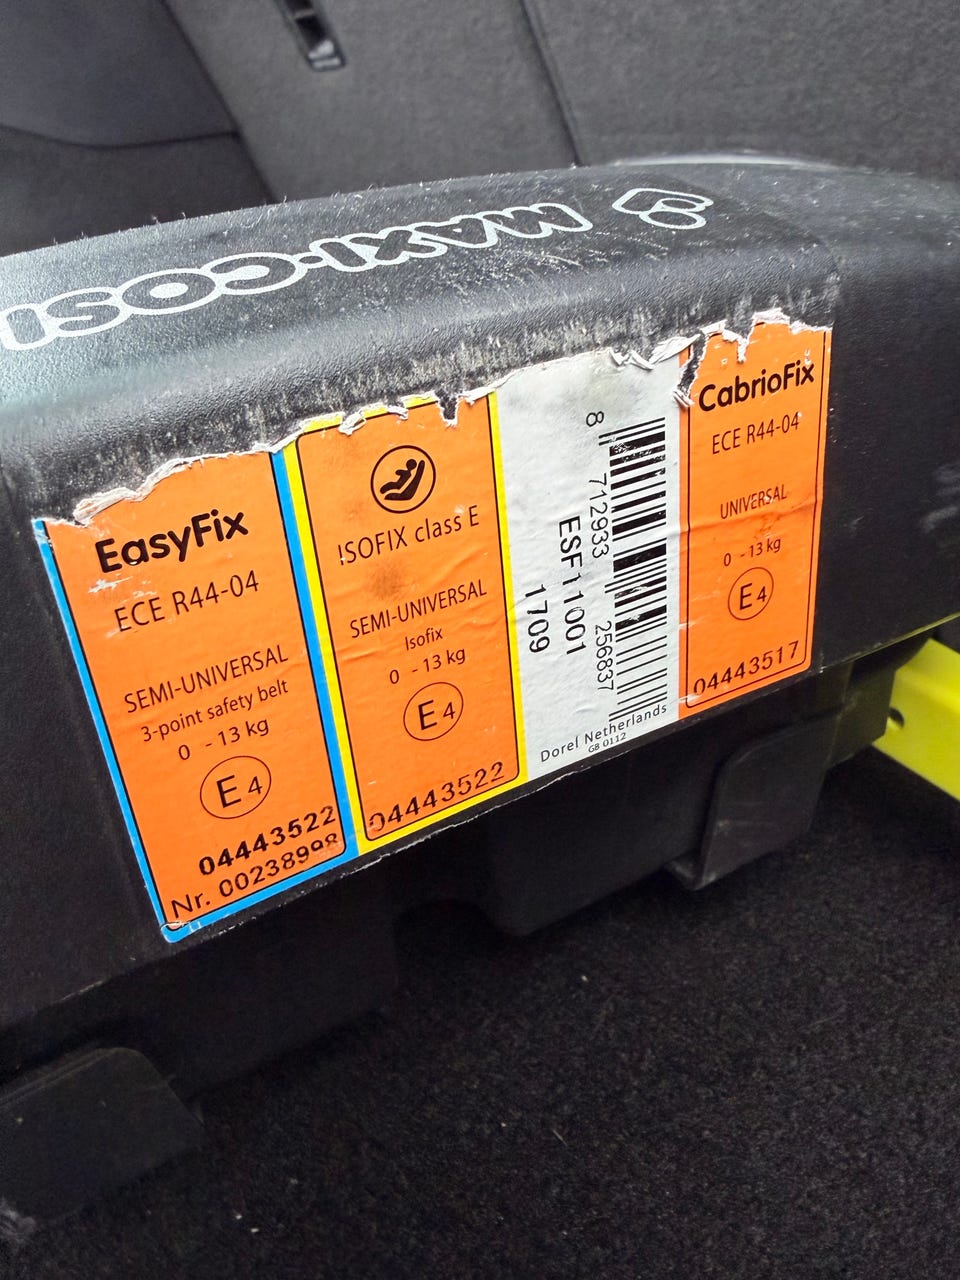 MAXI-COSI
EasyFix
ECE R44-04
SEMI-UNIVERSAL
3-point safety belt
0 - 13 kg
E4
04443522
Nr. 00238998
ISOFIX class E
SEMI-UNIVERSAL
Isofix
0 - 13 kg
E4
04443522
8 712933 256837
ESF11001
1709
Dorel Netherlands
GB 0112
CabrioFix
ECE R44-04
UNIVERSAL
0 - 13 kg
E4
04443517